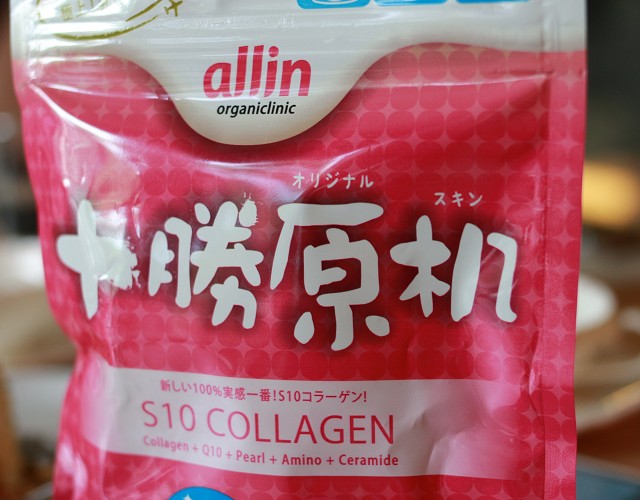 allin
organiclinic
オリジナル
スキン
十勝原机
新しい100%実感一番!S10コラーゲン!
S10 COLLAGEN
Collagen + Q10 + Pearl + Amino + Ceramide